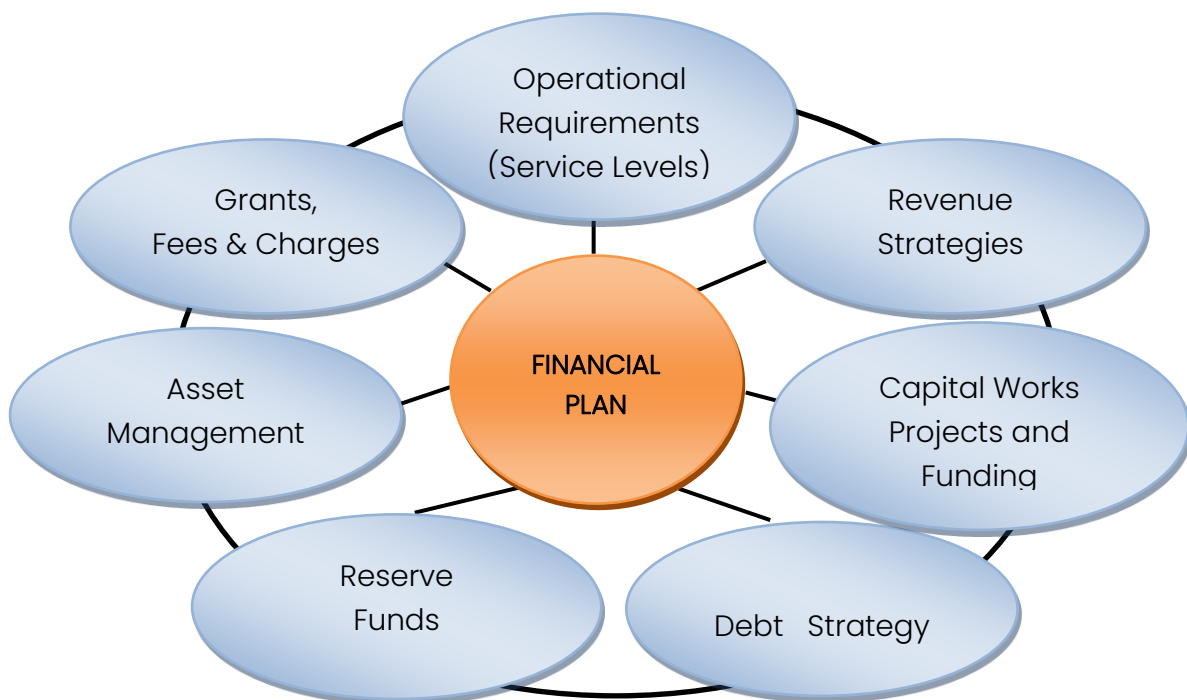 Operational
Requirements
(Service Levels)
Grants,
Fees & Charges
Revenue
Strategies
FINANCIAL
PLAN
Asset
Management
Capital Works
Projects and
Funding
Reserve
Funds
Debt Strategy